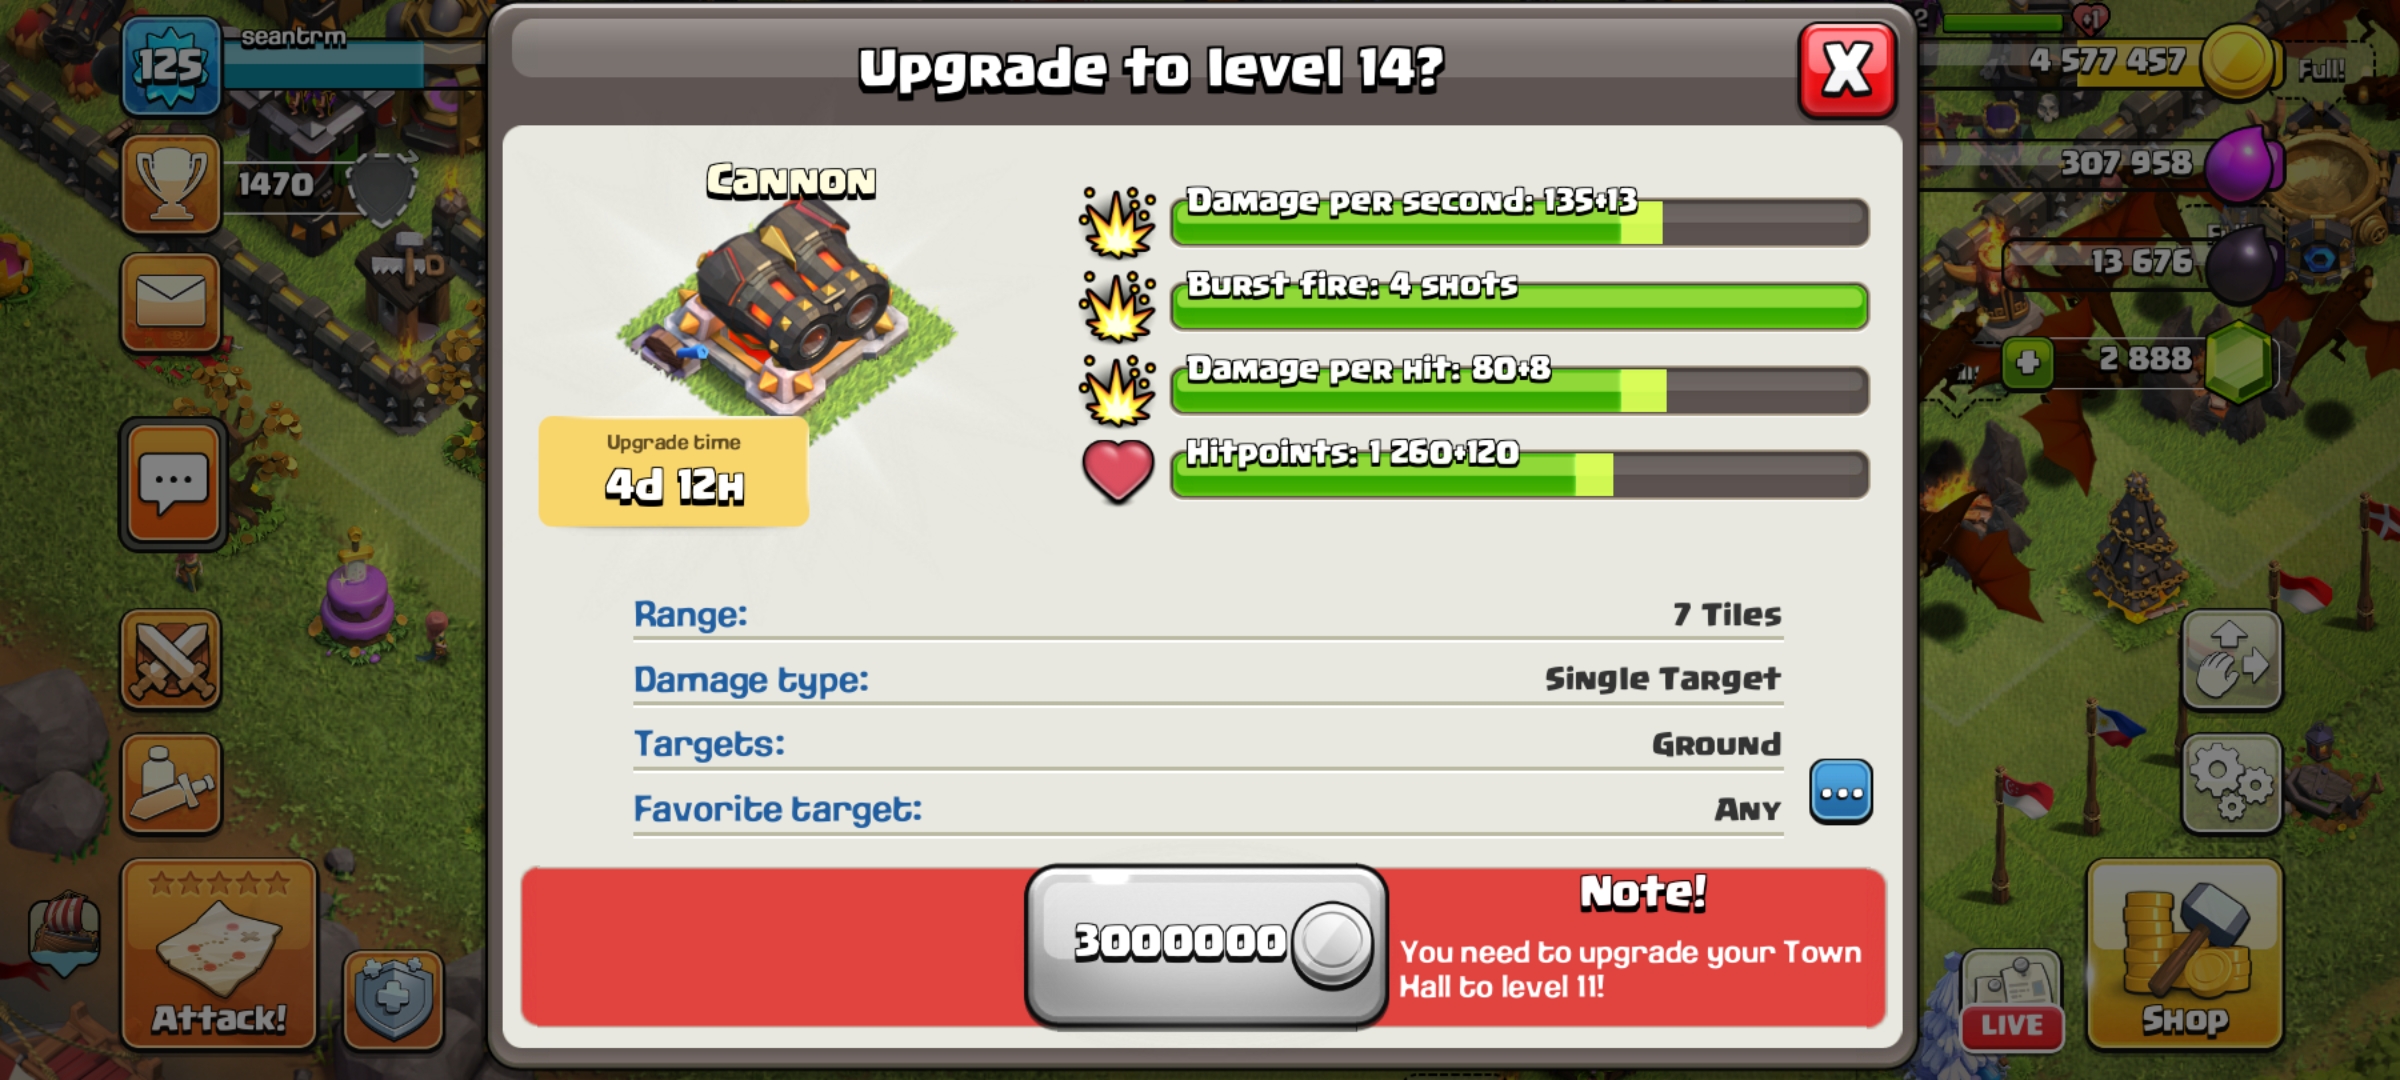 Upgrade to level 14?
X
125
seantrm
1470
+1
4 577 457
Full!
307 958
13 676
2 888
Cannon
Upgrade time
4d 12H
Damage per second: 135+13
Burst fire: 4 shots
Damage per hit: 80+8
Hitpoints: 1 260+120
Range:
7 Tiles
Damage type:
Single Target
Targets:
Ground
Favorite target:
Any
3000000
Note!
You need to upgrade your Town
Hall to level 11!
Attack!
LIVE
Shop